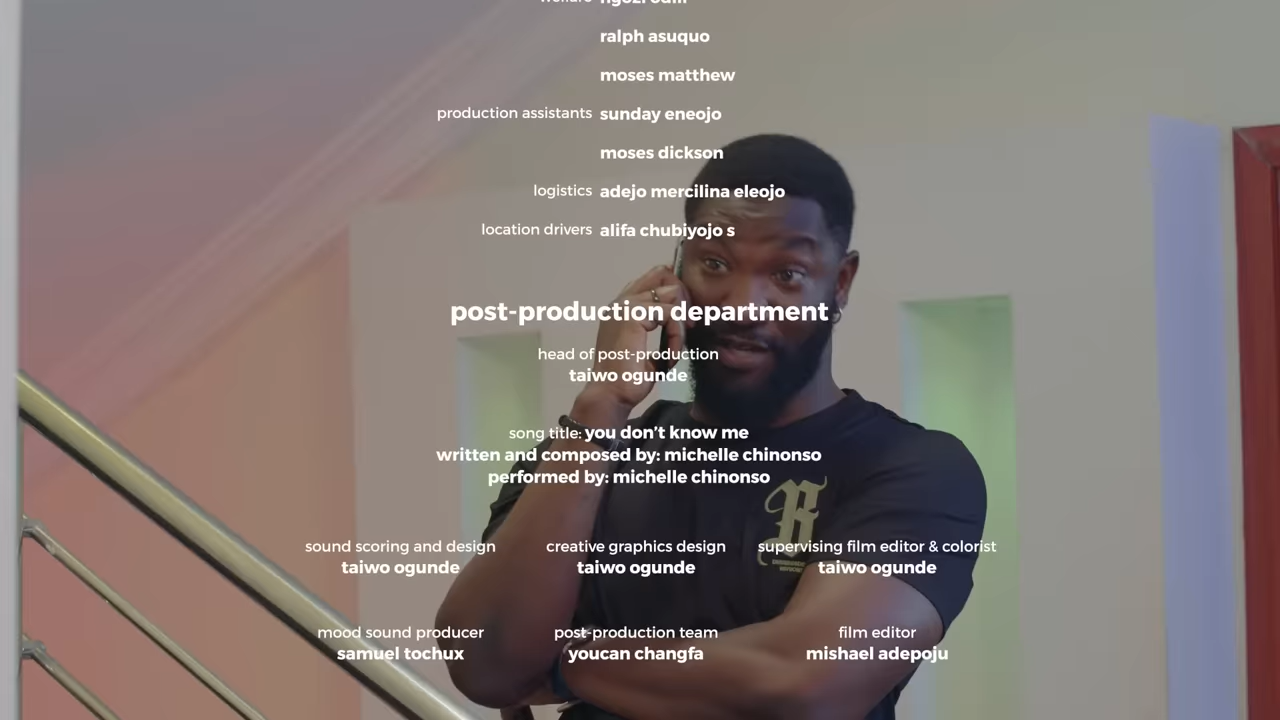 ralph asuquo
moses matthew
production assistants sunday eneojo
moses dickson
logistics adejo mercilina eleojo
location drivers alifa chubiyojo s
post-production department
head of post-production
taiwo ogunde
song title: you don't know me
written and composed by: michelle chinonso
performed by: michelle chinonso
sound scoring and design creative graphics design supervising film editor & colorist
taiwo ogunde taiwo ogunde taiwo ogunde
mood sound producer post-production team film editor
samuel tochux youcan changfa mishael adepoju